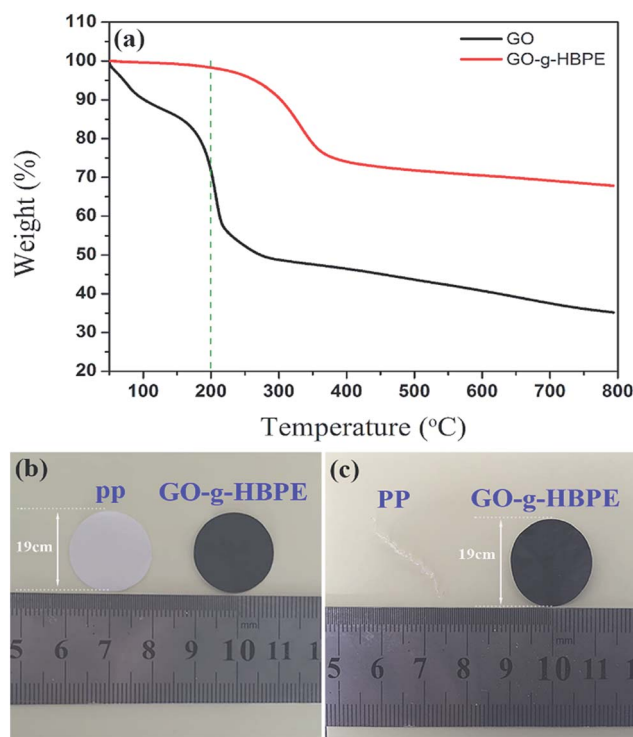 (a)
GO
GO-g-HBPE
110
100
90
80
70
60
50
40
30
20
Weight (%)
100 200 300 400 500 600 700 800
Temperature (°C)
(b)
pp GO-g-HBPE
19cm
mm
5 6 7 8 9 10 11 1
(c)
PP GO-g-HBPE
19cm
mm
5 6 7 8 9 10 11 1